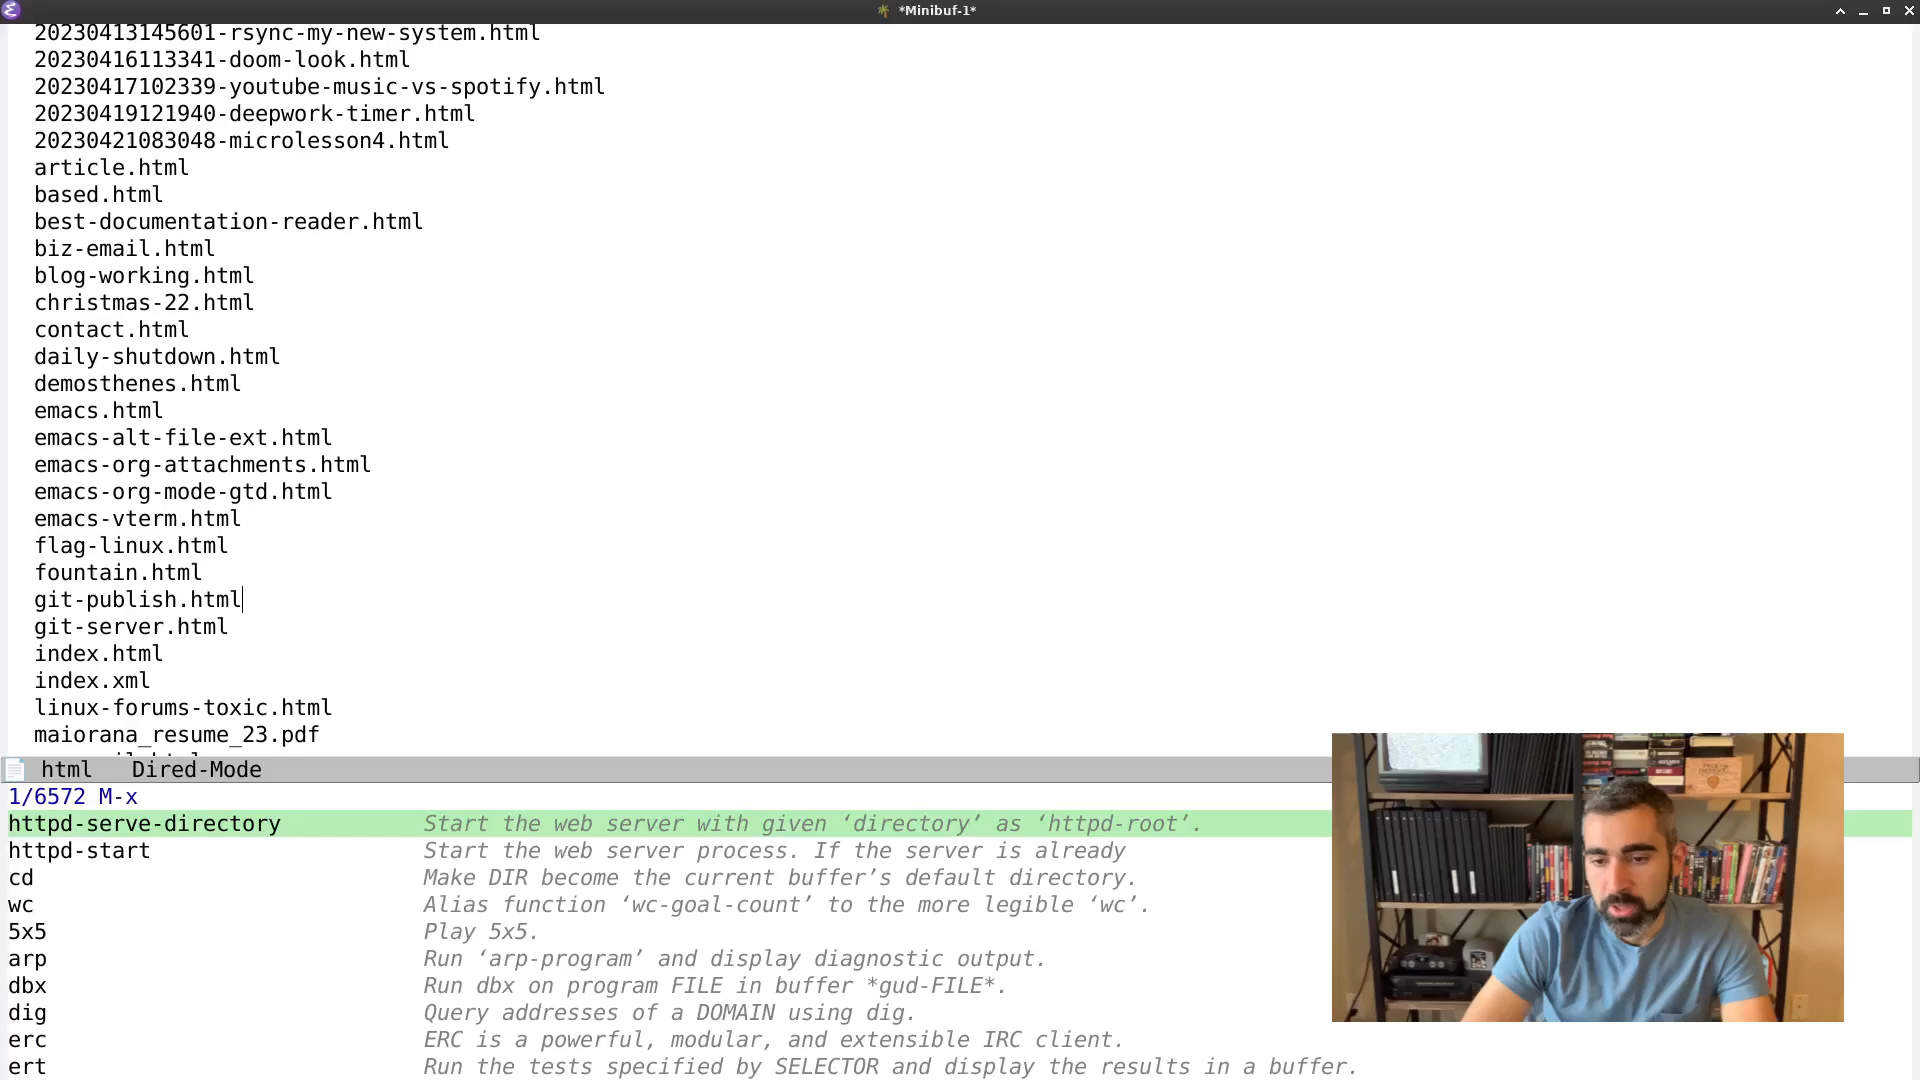 *Minibuf-1*
20230413145601-rsync-my-new-system.html
20230416113341-doom-look.html
20230417102339-youtube-music-vs-spotify.html
20230419121940-deepwork-timer.html
20230421083048-microlesson4.html
article.html
based.html
best-documentation-reader.html
biz-email.html
blog-working.html
christmas-22.html
contact.html
daily-shutdown.html
demosthenes.html
emacs.html
emacs-alt-file-ext.html
emacs-org-attachments.html
emacs-org-mode-gtd.html
emacs-vterm.html
flag-linux.html
fountain.html
git-publish.html
git-server.html
index.html
index.xml
linux-forums-toxic.html
maiorana_resume_23.pdf
html Dired-Mode
1/6572 M-x
httpd-serve-directory Start the web server with given ‘directory’ as ‘httpd-root’.
httpd-start Start the web server process. If the server is already
cd Make DIR become the current buffer’s default directory.
wc Alias function ‘wc-goal-count’ to the more legible ‘wc’.
5x5 Play 5x5.
arp Run ‘arp-program’ and display diagnostic output.
dbx Run dbx on program FILE in buffer *gud-FILE*.
dig Query addresses of a DOMAIN using dig.
erc ERC is a powerful, modular, and extensible IRC client.
ert Run the tests specified by SELECTOR and display the results in a buffer.